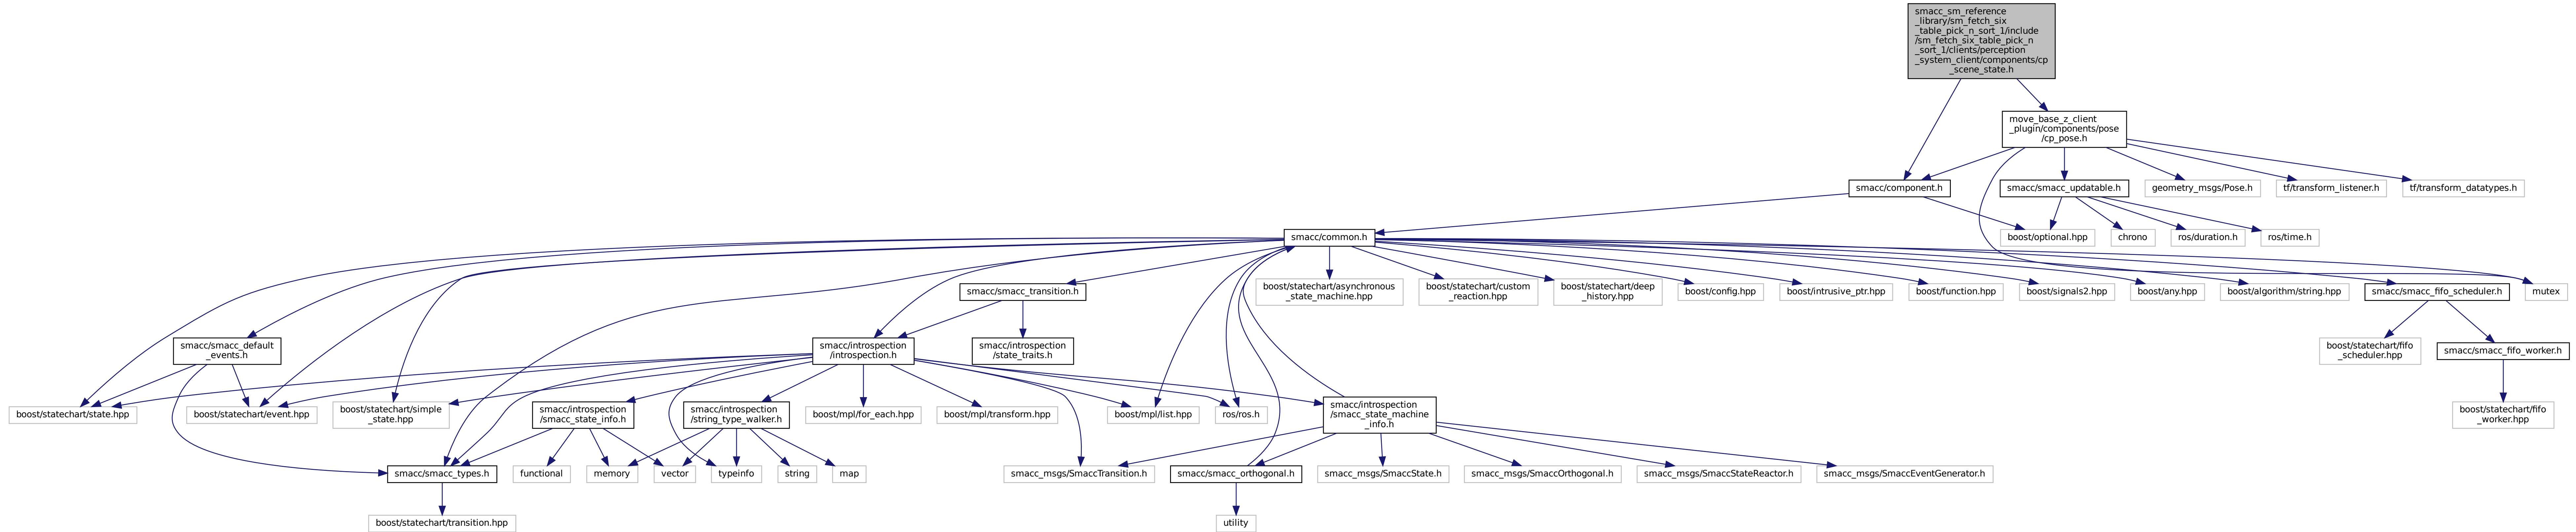 smacc_sm_reference
_library/sm_fetch_six
_table_pick_n_sort_1/include
/sm_fetch_six_table_pick_n
_sort_1/clients/perception
_system_client/components/cp
_scene_state.h
move_base_z_client
_plugin/components/pose
/cp_pose.h
smacc/component.h
smacc/smacc_updatable.h
geometry_msgs/Pose.h
tf/transform_listener.h
tf/transform_datatypes.h
smacc/common.h
boost/optional.hpp
chrono
ros/duration.h
ros/time.h
smacc/smacc_transition.h
boost/statechart/asynchronous
_state_machine.hpp
boost/statechart/custom
_reaction.hpp
boost/statechart/deep
_history.hpp
boost/config.hpp
boost/intrusive_ptr.hpp
boost/function.hpp
boost/signals2.hpp
boost/any.hpp
boost/algorithm/string.hpp
smacc/smacc_fifo_scheduler.h
mutex
smacc/smacc_default
_events.h
smacc/introspection
/introspection.h
smacc/introspection
/state_traits.h
boost/statechart/fifo
_scheduler.hpp
smacc/smacc_fifo_worker.h
boost/statechart/state.hpp
boost/statechart/event.hpp
boost/statechart/simple
_state.hpp
smacc/introspection
/smacc_state_info.h
smacc/introspection
/string_type_walker.h
boost/mpl/for_each.hpp
boost/mpl/transform.hpp
boost/mpl/list.hpp
ros/ros.h
smacc/introspection
/smacc_state_machine
_info.h
boost/statechart/fifo
_worker.hpp
smacc/smacc_types.h
functional
memory
vector
typeinfo
string
map
smacc_msgs/SmaccTransition.h
smacc/smacc_orthogonal.h
smacc_msgs/SmaccState.h
smacc_msgs/SmaccOrthogonal.h
smacc_msgs/SmaccStateReactor.h
smacc_msgs/SmaccEventGenerator.h
boost/statechart/transition.hpp
utility